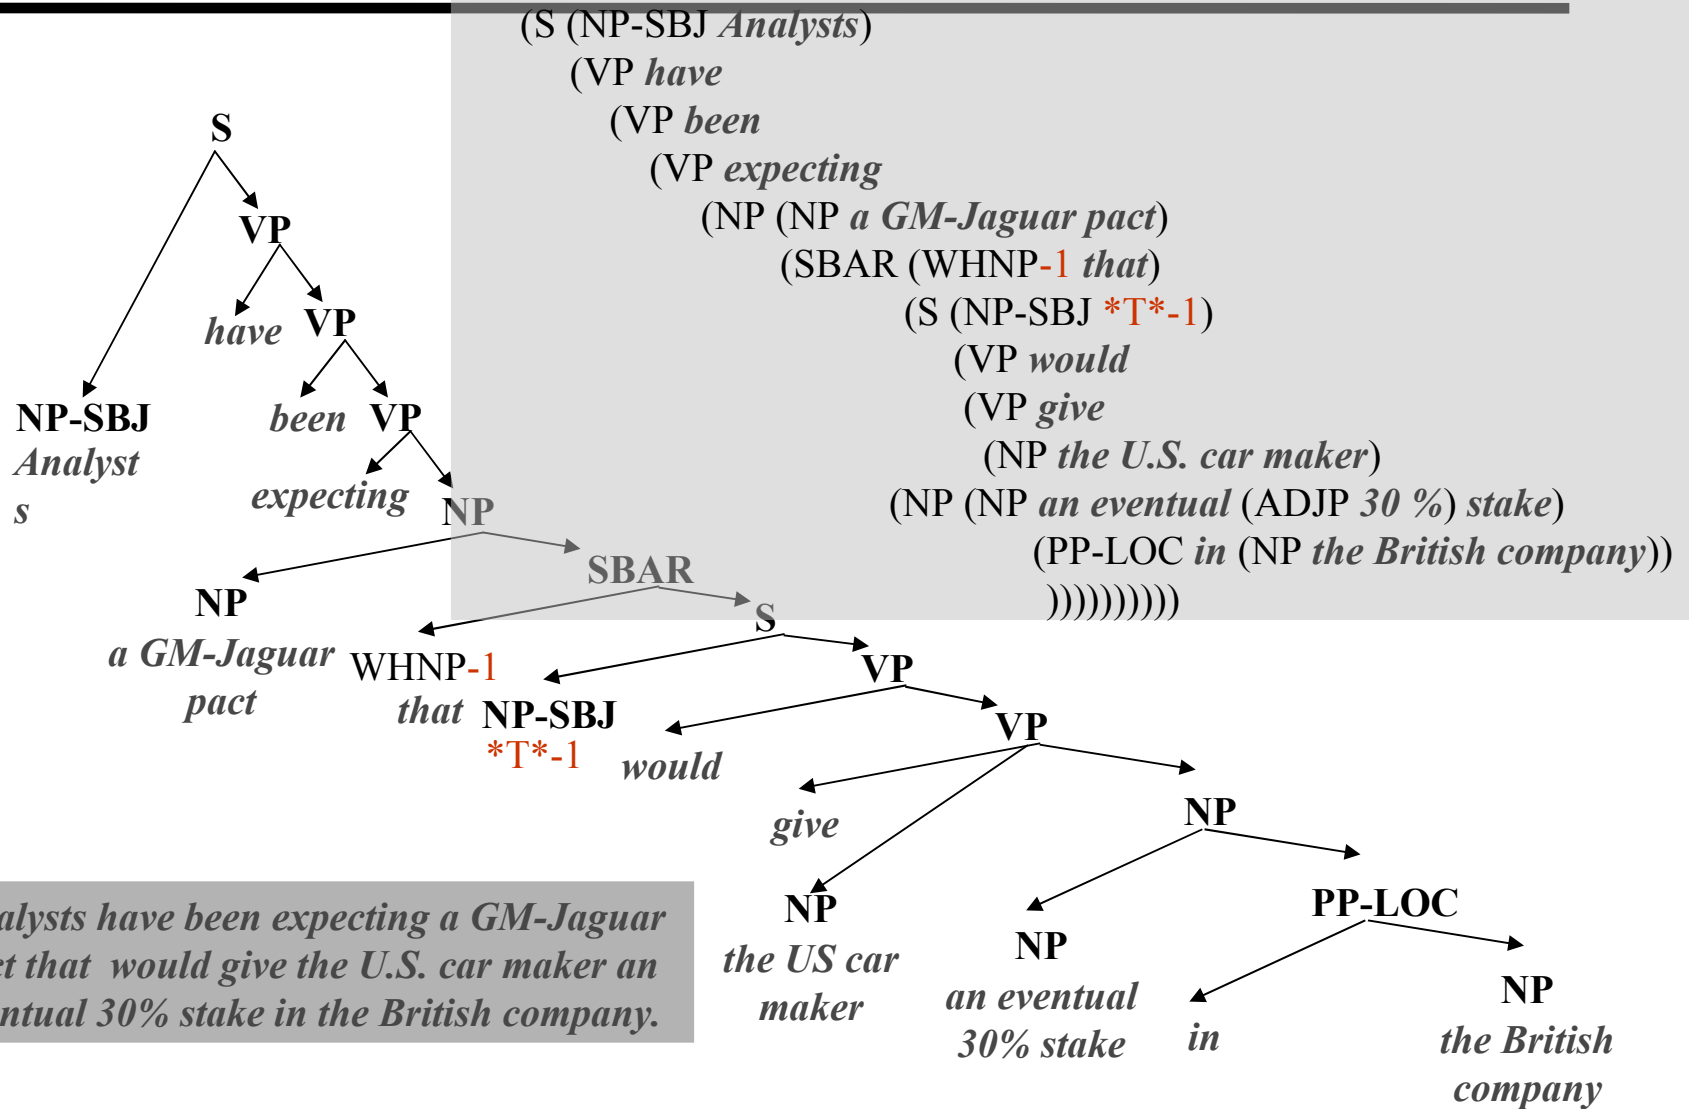 (S (NP-SBJ Analysts)
(VP have
(VP been
(VP expecting
(NP (NP a GM-Jaguar pact)
(SBAR (WHNP-1 that)
(S (NP-SBJ *T*-1)
(VP would
(VP give
(NP the U.S. car maker)
(NP (NP an eventual (ADJP 30 %) stake)
(PP-LOC in (NP the British company))
))))))))))
S
VP
have VP
NP-SBJ
Analyst
s
been VP
expecting
NP
SBAR
NP
a GM-Jaguar
pact
S
WHNP-1
that
NP-SBJ
*T*-1
VP
would
VP
give
NP
NP
the US car
maker
NP
an eventual
30% stake
PP-LOC
in
NP
the British
company
alysts have been expecting a GM-Jaguar
ct that would give the U.S. car maker an
ntual 30% stake in the British company.